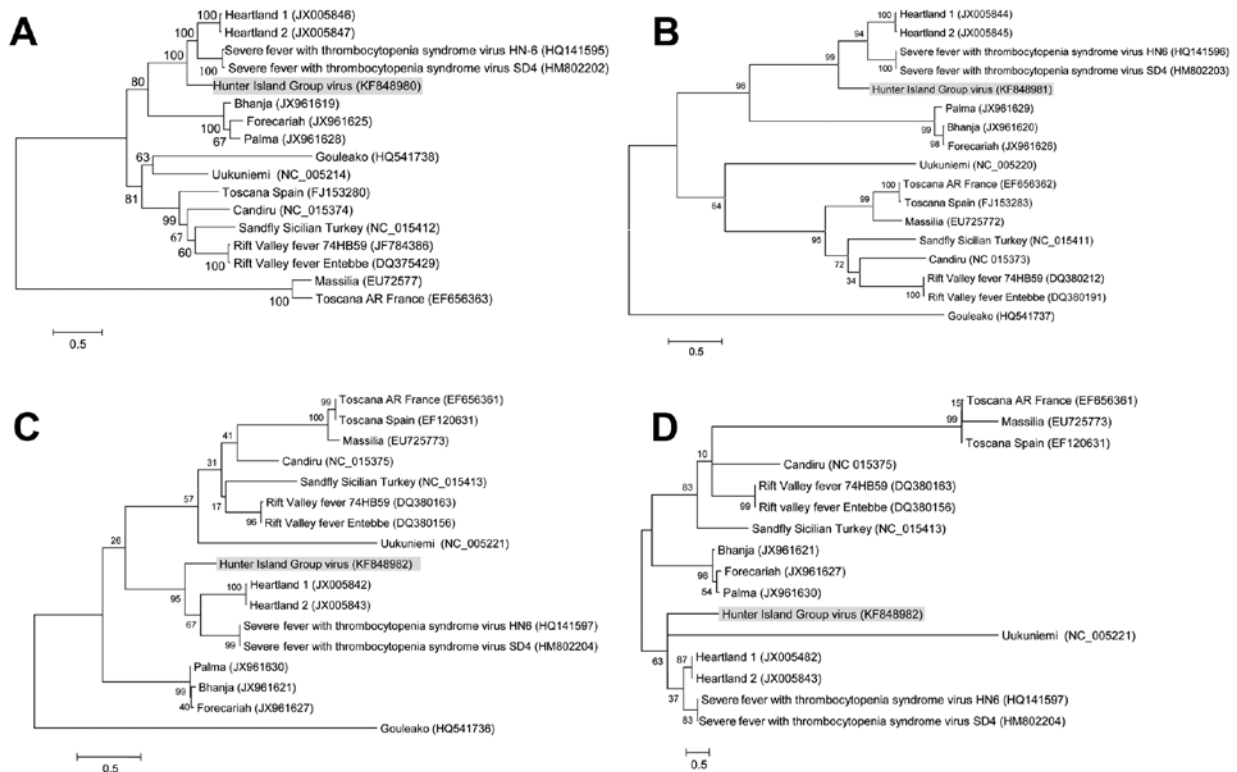 A
100
100
100
100
80
100
67
63
81
99
67
60
100
100
Heartland 1 (JX005846)
Heartland 2 (JX005847)
Severe fever with thrombocytopenia syndrome virus HN-6 (HQ141595)
Severe fever with thrombocytopenia syndrome virus SD4 (HM802202)
Hunter Island Group virus (KF848980)
Bhanja (JX961619)
Forecariah (JX961625)
Palma (JX961628)
Gouleako (HQ541738)
Uukuniemi (NC_005214)
Toscana Spain (FJ153280)
Candiru (NC_015374)
Sandfly Sicilian Turkey (NC_015412)
Rift Valley fever 74HB59 (JF784386)
Rift Valley fever Entebbe (DQ375429)
Massilia (EU72577)
Toscana AR France (EF656363)
0.5
B
100
94
100
99
98
99
98
64
100
99
95
72
34
100
Heartland 1 (JX005844)
Heartland 2 (JX005845)
Severe fever with thrombocytopenia syndrome virus HN6 (HQ141596)
Severe fever with thrombocytopenia syndrome virus SD4 (HM802203)
Hunter Island Group virus (KF848981)
Palma (JX961629)
Bhanja (JX961620)
Forecariah (JX961626)
Uukuniemi (NC_005220)
Toscana AR France (EF656362)
Toscana Spain (FJ153283)
Massilia (EU725772)
Sandfly Sicilian Turkey (NC_015411)
Candiru (NC 015373)
Rift Valley fever 74HB59 (DQ380212)
Rift Valley fever Entebbe (DQ380191)
Gouleako (HQ541737)
0.5
C
99
100
41
31
17
96
57
26
95
100
67
99
99
40
Toscana AR France (EF656361)
Toscana Spain (EF120631)
Massilia (EU725773)
Candiru (NC_015375)
Sandfly Sicilian Turkey (NC_015413)
Rift Valley fever 74HB59 (DQ380163)
Rift Valley fever Entebbe (DQ380156)
Uukuniemi (NC_005221)
Hunter Island Group virus (KF848982)
Heartland 1 (JX005842)
Heartland 2 (JX005843)
Severe fever with thrombocytopenia syndrome virus HN6 (HQ141597)
Severe fever with thrombocytopenia syndrome virus SD4 (HM802204)
Palma (JX961630)
Bhanja (JX961621)
Forecariah (JX961627)
Gouleako (HQ541736)
0.5
D
15
99
10
83
99
98
54
63
87
37
83
Toscana AR France (EF656361)
Massilia (EU725773)
Toscana Spain (EF120631)
Candiru (NC 015375)
Rift Valley fever 74HB59 (DQ380163)
Rift valley fever Entebbe (DQ380156)
Sandfly Sicilian Turkey (NC_015413)
Bhanja (JX961621)
Forecariah (JX961627)
Palma (JX961630)
Hunter Island Group virus (KF848982)
Uukuniemi (NC_005221)
Heartland 1 (JX005482)
Heartland 2 (JX005843)
Severe fever with thrombocytopenia syndrome virus HN6 (HQ141597)
Severe fever with thrombocytopenia syndrome virus SD4 (HM802204)
0.5